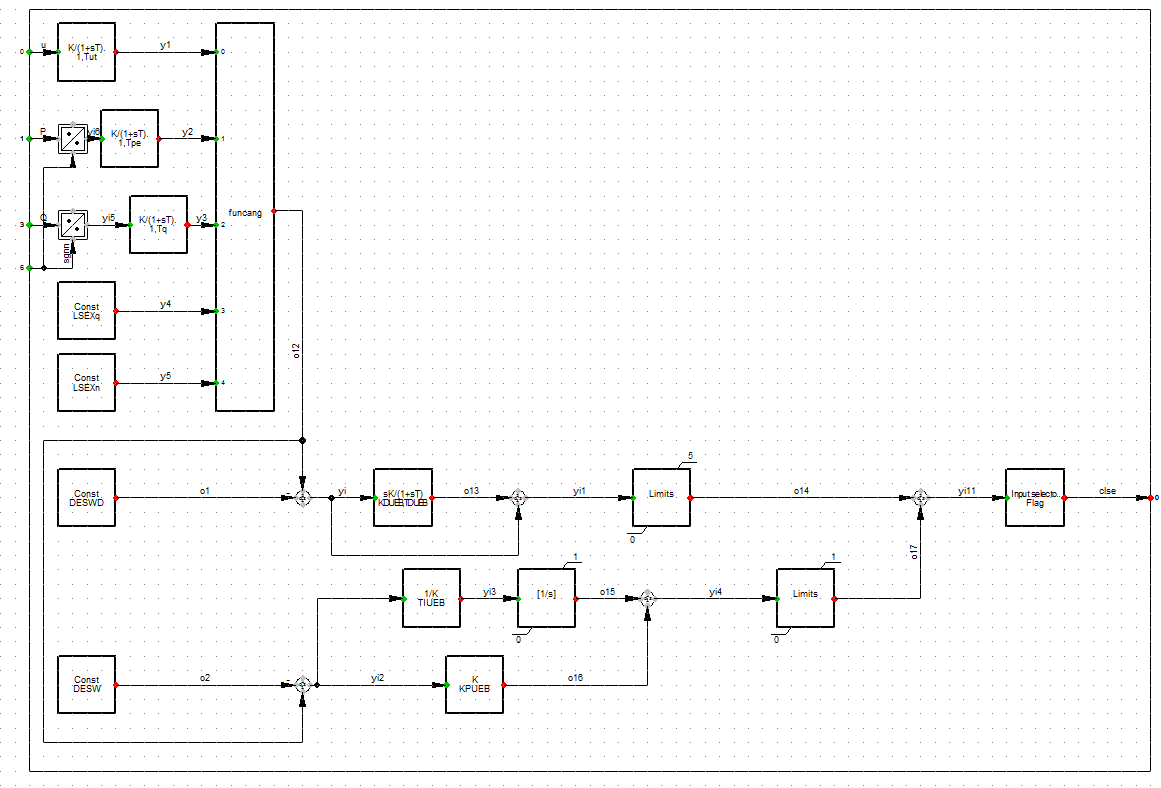 0
u
K/(1+sT).
1,Tut
y1
0
1
P
yi6
K/(1+sT).
1,Tpe
y2
1
3
Q
yi5
K/(1+sT).
1,Tq
y3
2
funcang
sgnn
6
Const
LSEXq
y4
3
Const
LSEXn
y5
4
o12
Const
DESWD
o1
-
yi
sK/(1+sT)
KDUEB,TDUEB
o13
yi1
5
Limits
0
o14
yi11
Input selecto..
Flag
clse
0
o17
1/K
TIUEB
yi3
1
[1/s]
0
o15
yi4
1
Limits
0
Const
DESW
o2
-
yi2
K
KPUEB
o16